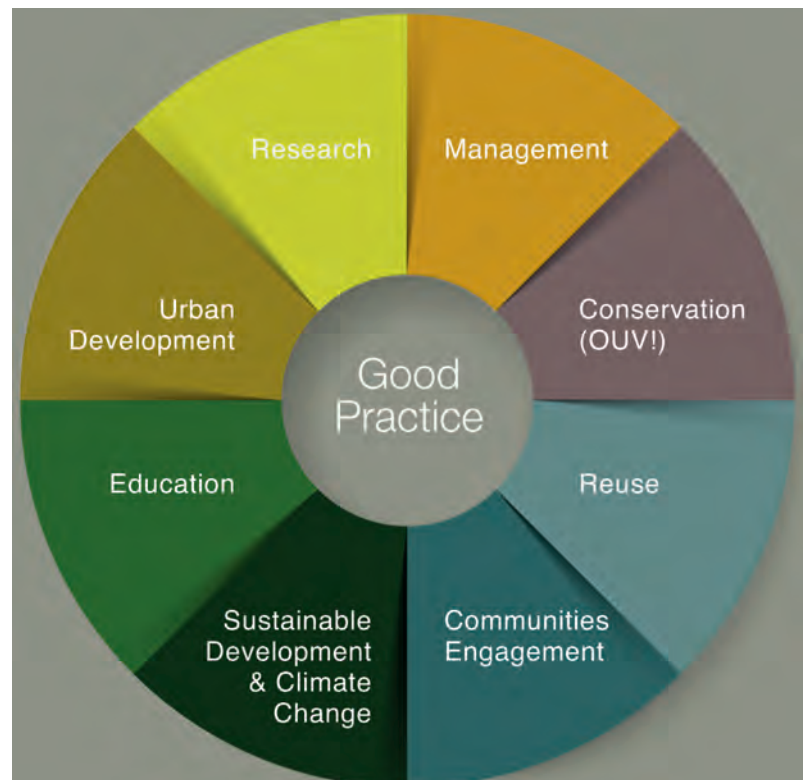 Research
Management
Urban
Development
Conservation
(OUV!)
Good
Practice
Education
Reuse
Sustainable
Development
& Climate
Change
Communities
Engagement